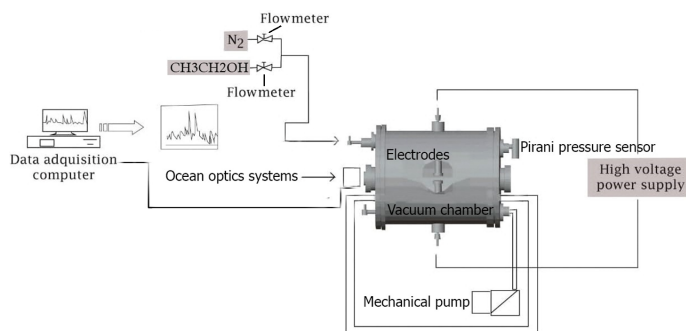 Flowmeter
N2
CH3CH2OH
Flowmeter
Data adquisition
computer
Ocean optics systems
Electrodes
Pirani pressure sensor
High voltage
power supply
Vacuum chamber
Mechanical pump